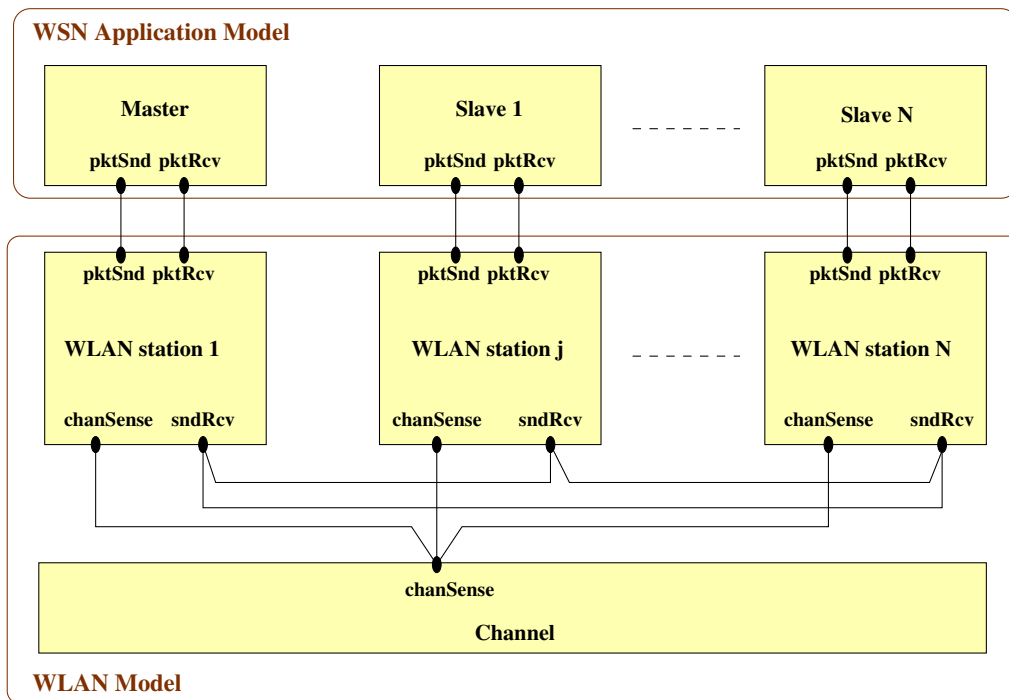 WSN Application Model
Master
Slave 1
Slave N
pktSnd pktRcv
pktSnd pktRcv
pktSnd pktRcv
pktSnd pktRcv
pktSnd pktRcv
pktSnd pktRcv
WLAN station 1
WLAN station j
WLAN station N
chanSense sndRcv
chanSense sndRcv
chanSense sndRcv
chanSense
Channel
WLAN Model